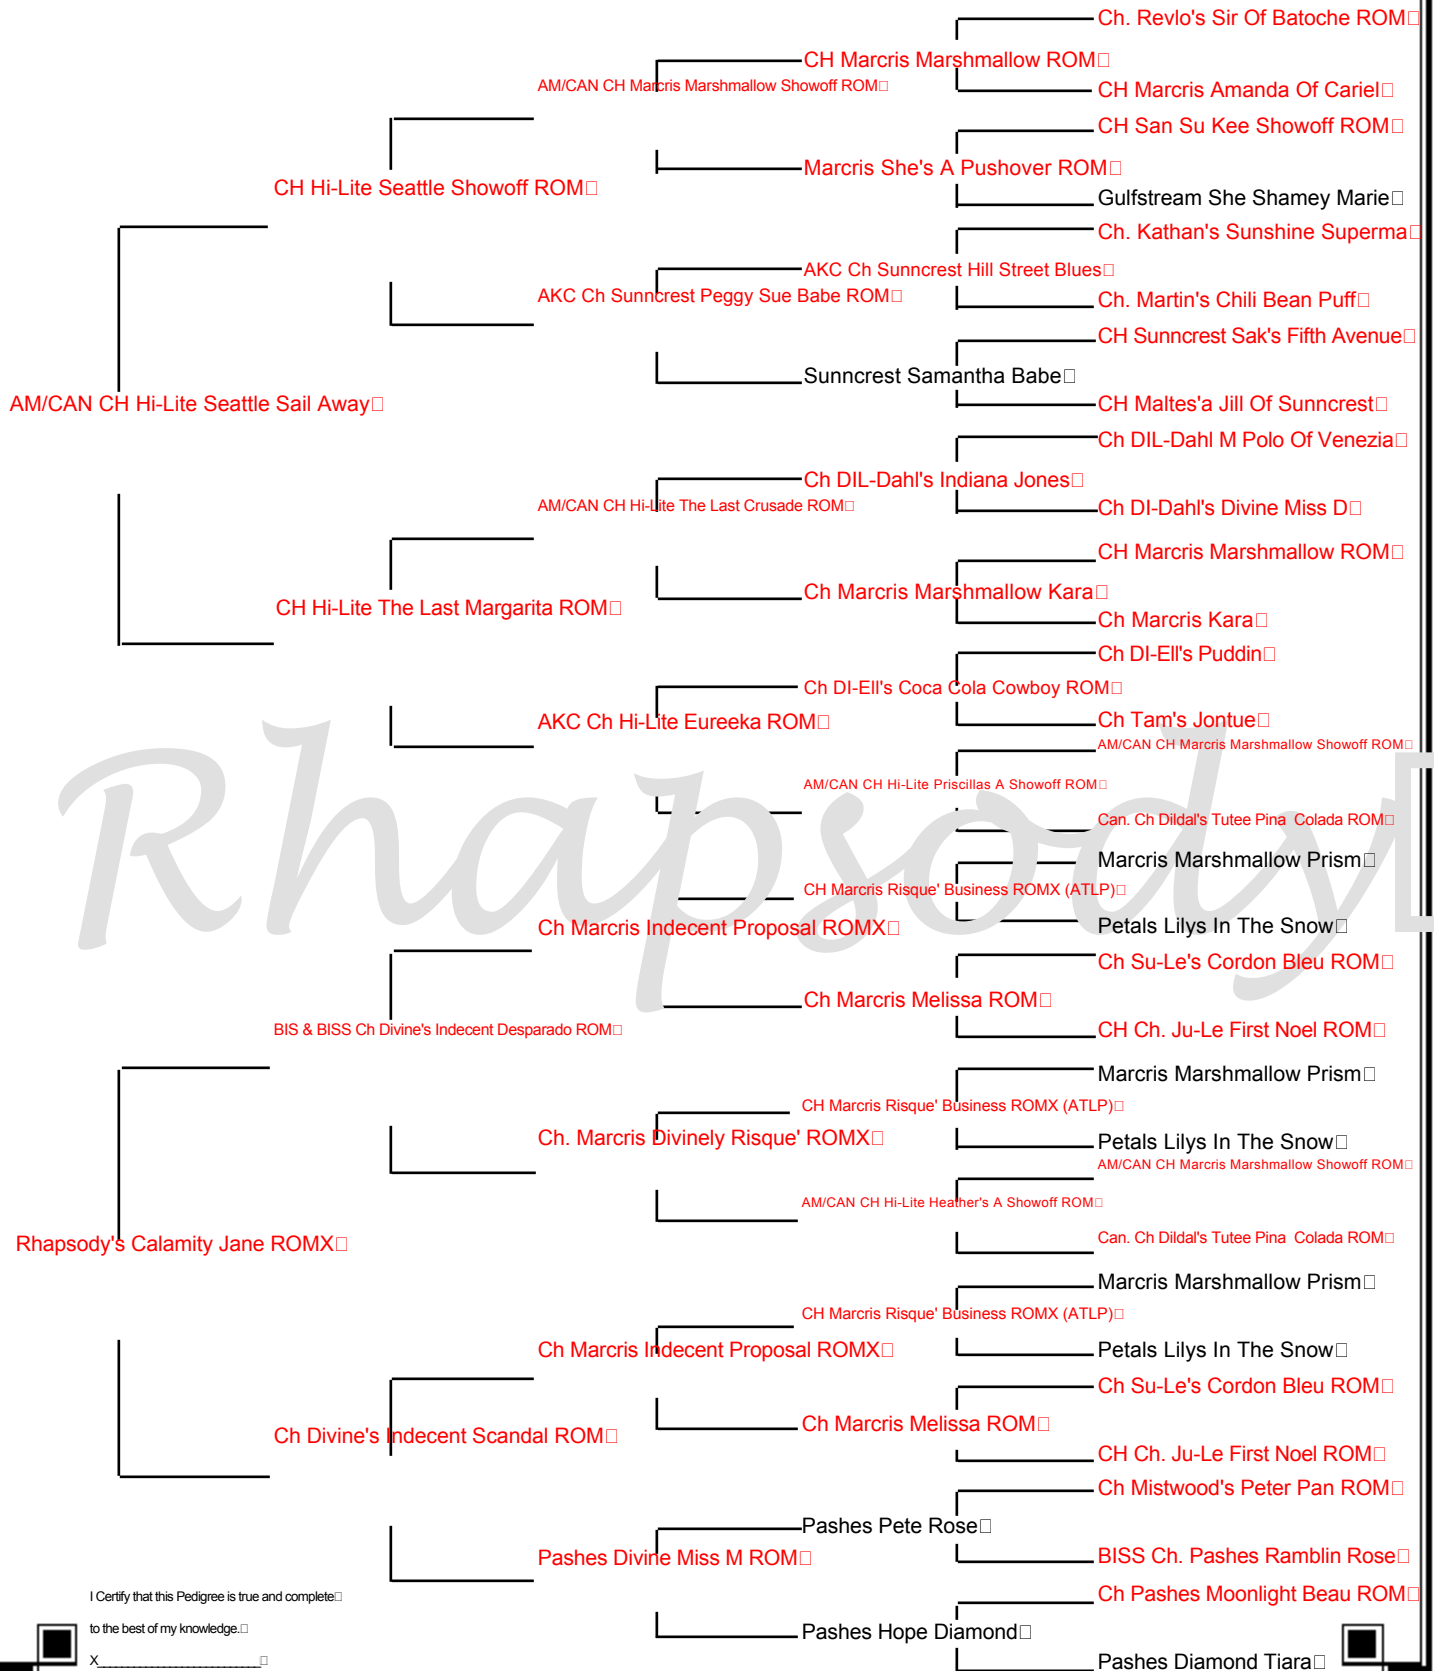 Ch. Revlo's Sir Of Batoche ROM
CH Marcris Marshmallow ROM
AM/CAN CH Marcris Marshmallow Showoff ROM
CH Marcris Amanda Of Cariel
CH San Su Kee Showoff ROM
Marcris She's A Pushover ROM
CH Hi-Lite Seattle Showoff ROM
Gulfstream She Shamey Marie
Ch. Kathan's Sunshine Superma
AKC Ch Sunncrest Hill Street Blues
AKC Ch Sunncrest Peggy Sue Babe ROM
Ch. Martin's Chili Bean Puff
CH Sunncrest Sak's Fifth Avenue
Sunncrest Samantha Babe
AM/CAN CH Hi-Lite Seattle Sail Away
CH Maltes'a Jill Of Sunncrest
Ch DIL-Dahl M Polo Of Venezia
Ch DIL-Dahl's Indiana Jones
AM/CAN CH Hi-Lite The Last Crusade ROM
Ch DI-Dahl's Divine Miss D
CH Marcris Marshmallow ROM
Ch Marcris Marshmallow Kara
CH Hi-Lite The Last Margarita ROM
Ch Marcris Kara
Ch DI-Ell's Puddin
Ch DI-Ell's Coca Cola Cowboy ROM
AKC Ch Hi-Lite Eureeka ROM
Ch Tam's Jontue
AM/CAN CH Marcris Marshmallow Showoff ROM
AM/CAN CH Hi-Lite Priscillas A Showoff ROM
Can. Ch Dildal's Tutee Pina Colada ROM
Rhapsody
Marcris Marshmallow Prism
CH Marcris Risque' Business ROMX (ATLP)
Ch Marcris Indecent Proposal ROMX
Petals Lilys In The Snow
Ch Su-Le's Cordon Bleu ROM
Ch Marcris Melissa ROM
BIS & BISS Ch Divine's Indecent Desparado ROM
CH Ch. Ju-Le First Noel ROM
Marcris Marshmallow Prism
CH Marcris Risque' Business ROMX (ATLP)
Ch. Marcris Divinely Risque' ROMX
Petals Lilys In The Snow
AM/CAN CH Marcris Marshmallow Showoff ROM
AM/CAN CH Hi-Lite Heather's A Showoff ROM
Can. Ch Dildal's Tutee Pina Colada ROM
Rhapsody's Calamity Jane ROMX
Marcris Marshmallow Prism
CH Marcris Risque' Business ROMX (ATLP)
Ch Marcris Indecent Proposal ROMX
Petals Lilys In The Snow
Ch Su-Le's Cordon Bleu ROM
Ch Marcris Melissa ROM
Ch Divine's Indecent Scandal ROM
CH Ch. Ju-Le First Noel ROM
Ch Mistwood's Peter Pan ROM
Pashes Pete Rose
Pashes Divine Miss M ROM
BISS Ch. Pashes Ramblin Rose
Ch Pashes Moonlight Beau ROM
Pashes Hope Diamond
Pashes Diamond Tiara
I Certify that this Pedigree is true and complete
to the best of my knowledge.
X__________________________